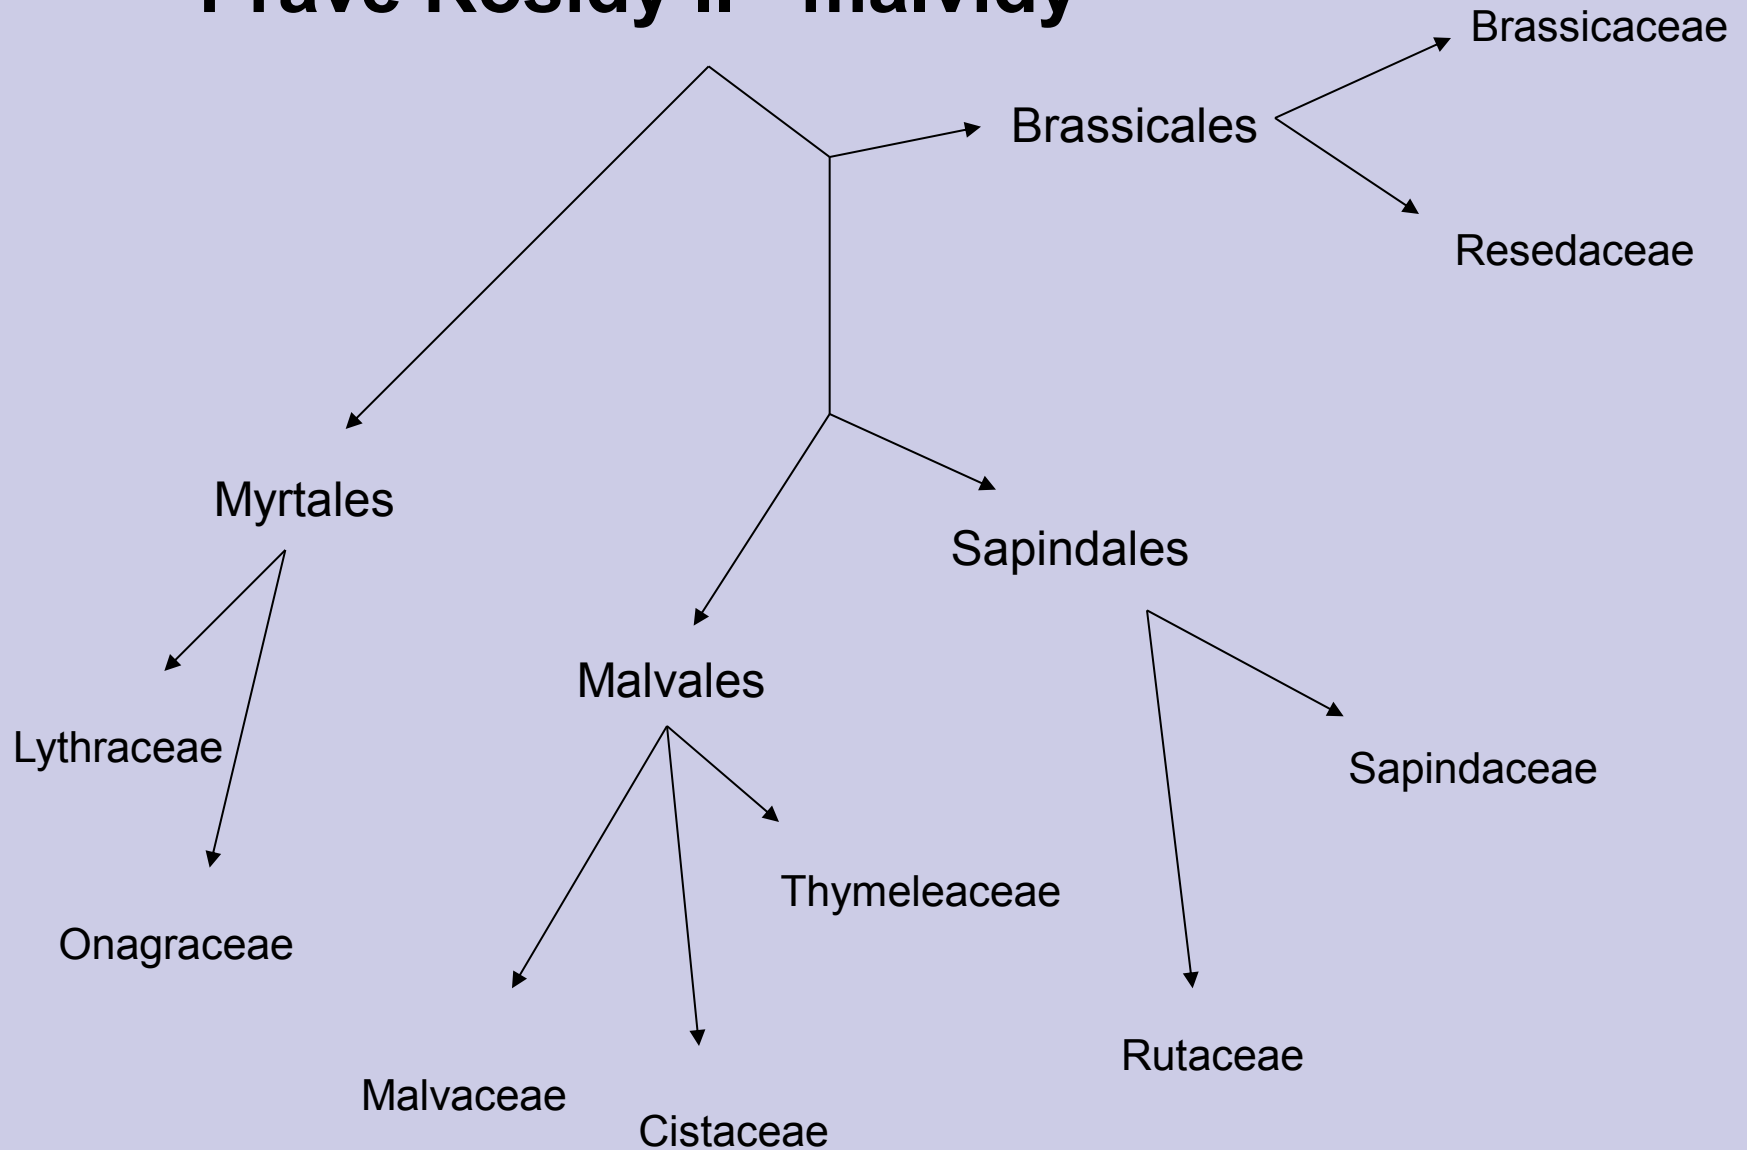 Pravé Rosidy II - malvidy
Brassicaceae
Brassicales
Resedaceae
Myrtales
Sapindales
Malvales
Lythraceae
Sapindaceae
Thymeleaceae
Onagraceae
Rutaceae
Malvaceae
Cistaceae